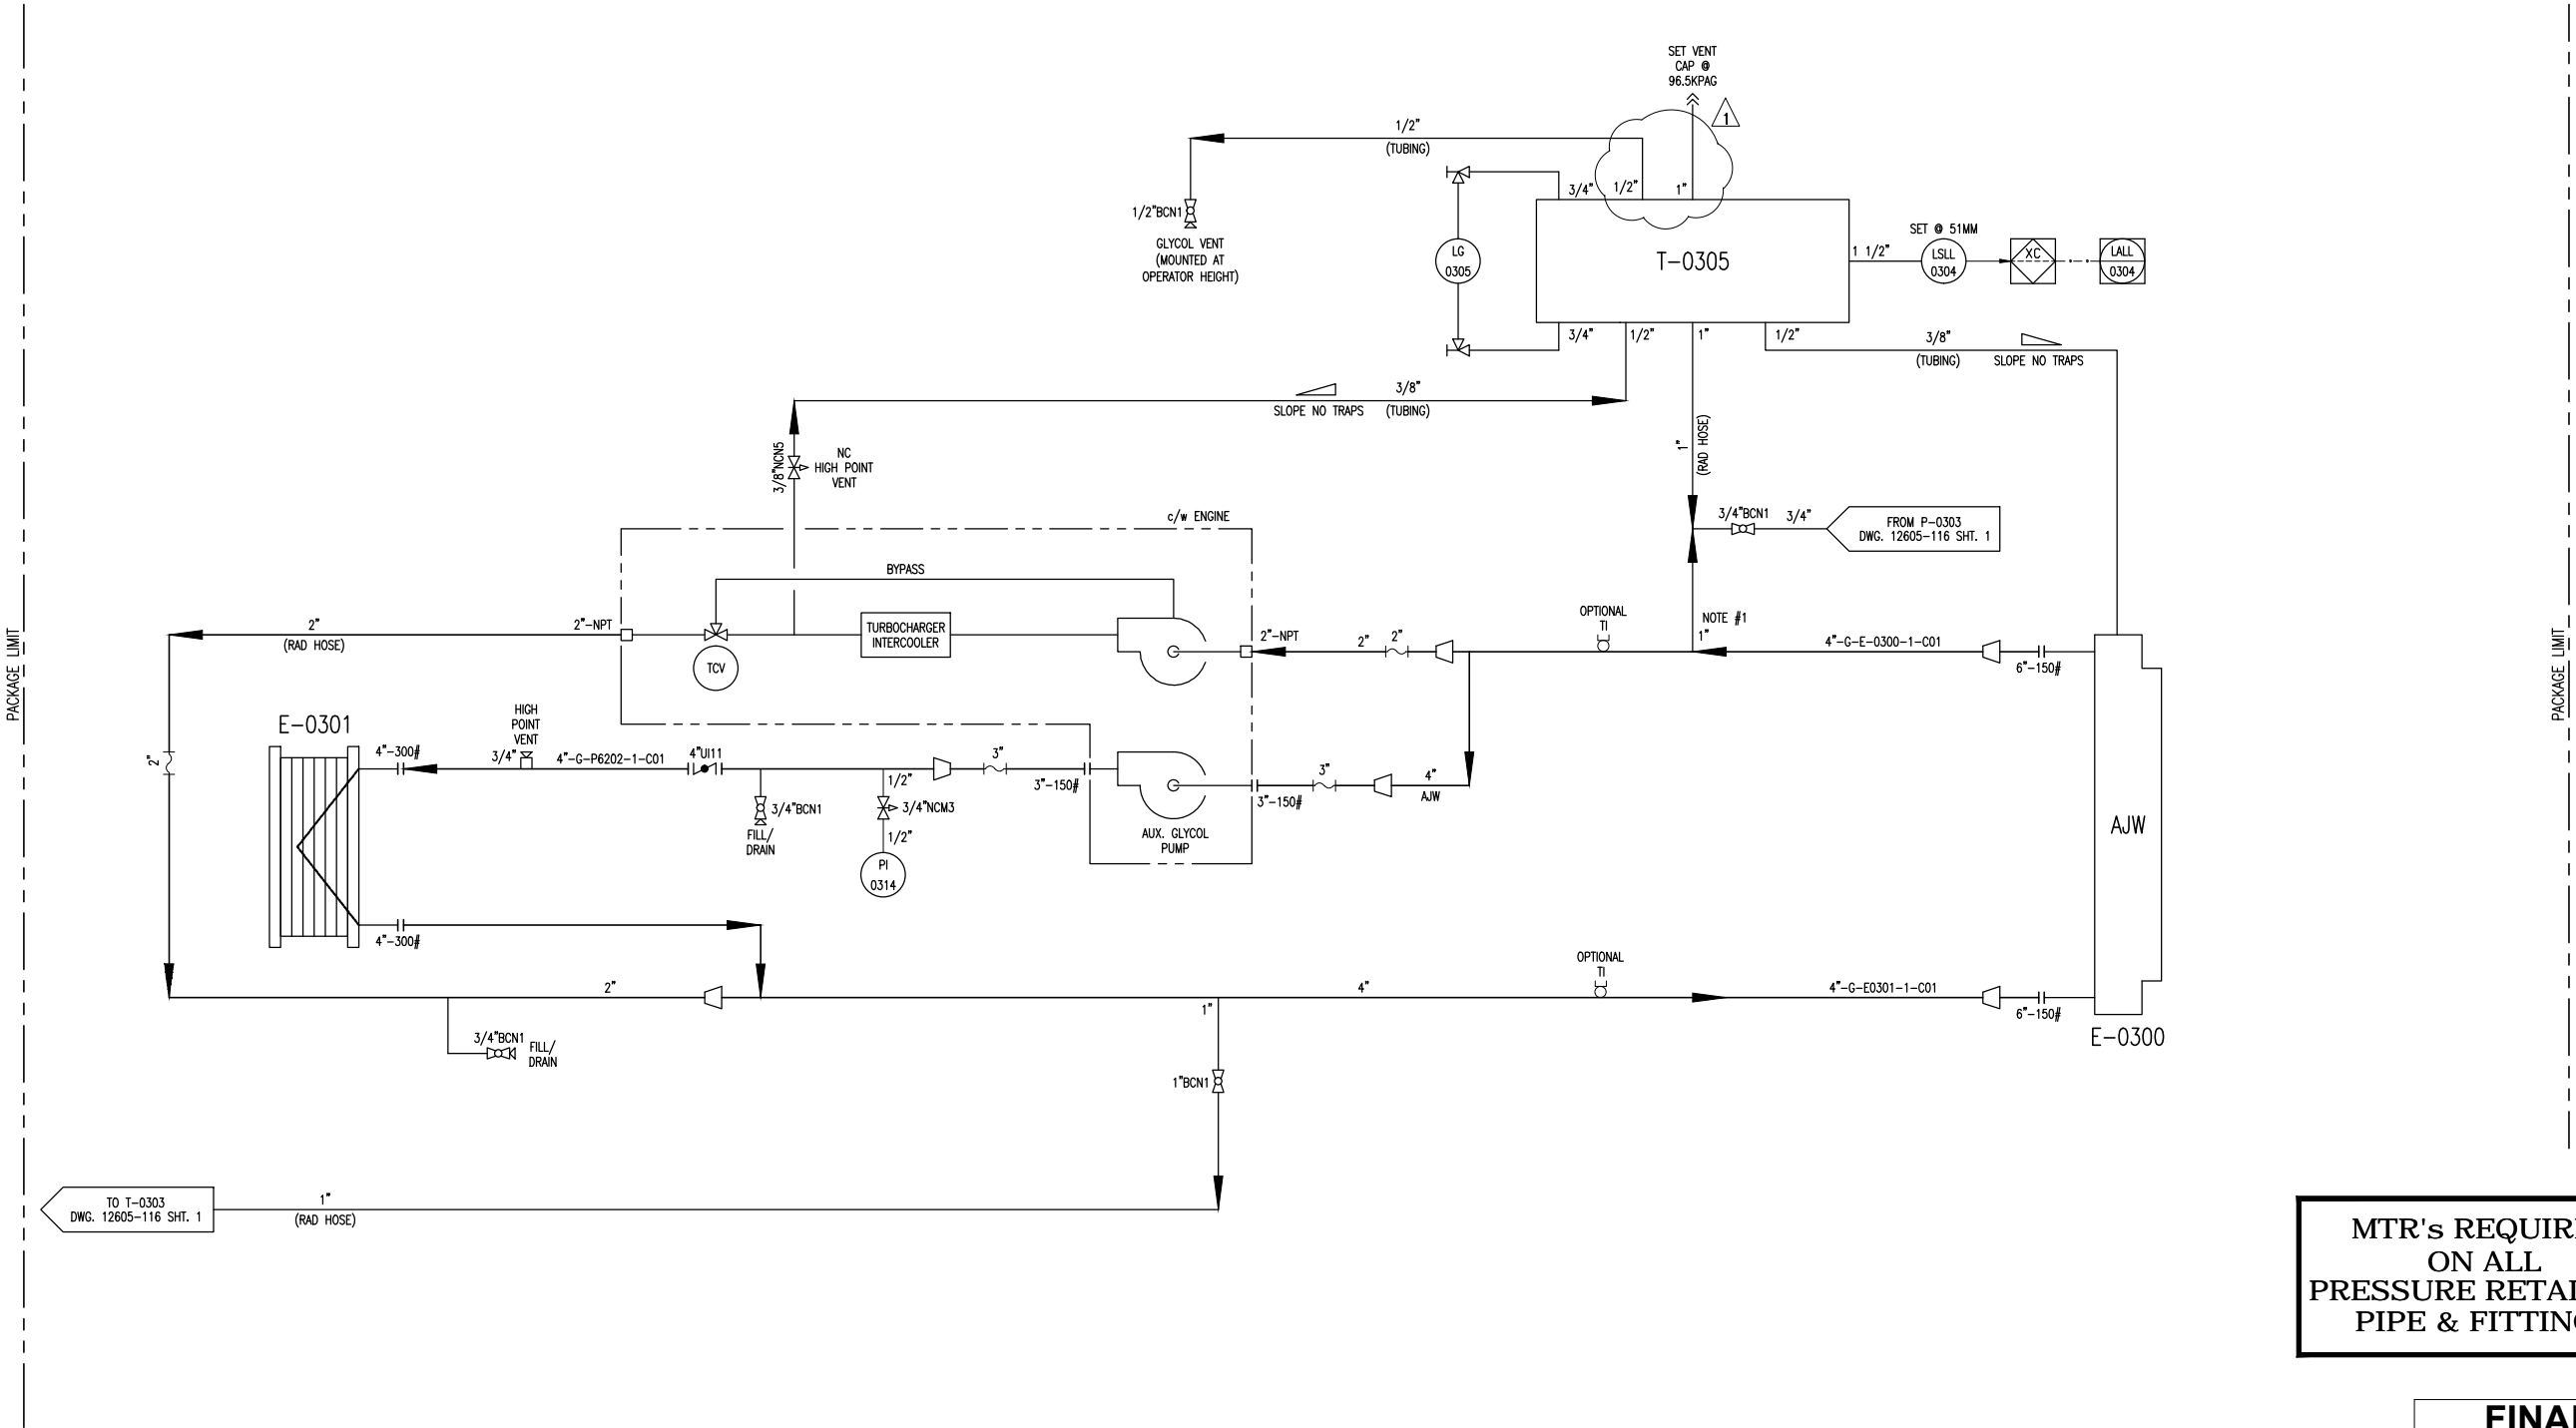 SET VENT
CAP @
96.5KPAG
1
1/2"
(TUBING)
3/4"
1/2"
1"
1/2"BCN1
GLYCOL VENT
(MOUNTED AT
OPERATOR HEIGHT)
LG
0305
T-0305
1 1/2"
SET @ 51MM
LSLL
0304
XC
LALL
0304
3/4"
1/2"
1"
1/2"
3/8"
(TUBING)
SLOPE NO TRAPS
3/8"
SLOPE NO TRAPS
(TUBING)
1"
(RAD HOSE)
3/8"NCN5
NC
HIGH POINT
VENT
c/w ENGINE
3/4"BCN1
3/4"
FROM P-0303
DWG. 12605-116 SHT. 1
BYPASS
2"
(RAD HOSE)
2"-NPT
TURBOCHARGER
INTERCOOLER
TCV
2"-NPT
2"
2"
OPTIONAL
TI
NOTE #1
1"
4"-G-E-0300-1-C01
6"-150#
PACKAGE LIMIT
PACKAGE LIMIT
E-0301
2"
4"-300#
HIGH
POINT
VENT
3/4"
4"-G-P6202-1-C01
4"UI11
3"
3"-150#
3"-150#
3"
4"
AJW
1/2"
3/4"BCN1
FILL/
DRAIN
3/4"NCM3
1/2"
PI
0314
AUX. GLYCOL
PUMP
AJW
4"-300#
2"
1"
4"
OPTIONAL
TI
4"-G-E0301-1-C01
6"-150#
E-0300
3/4"BCN1
FILL/
DRAIN
1"BCN1
TO T-0303
DWG. 12605-116 SHT. 1
1"
(RAD HOSE)
MTR's REQUIR
ON ALL
PRESSURE RETAI
PIPE & FITTIN
FINA